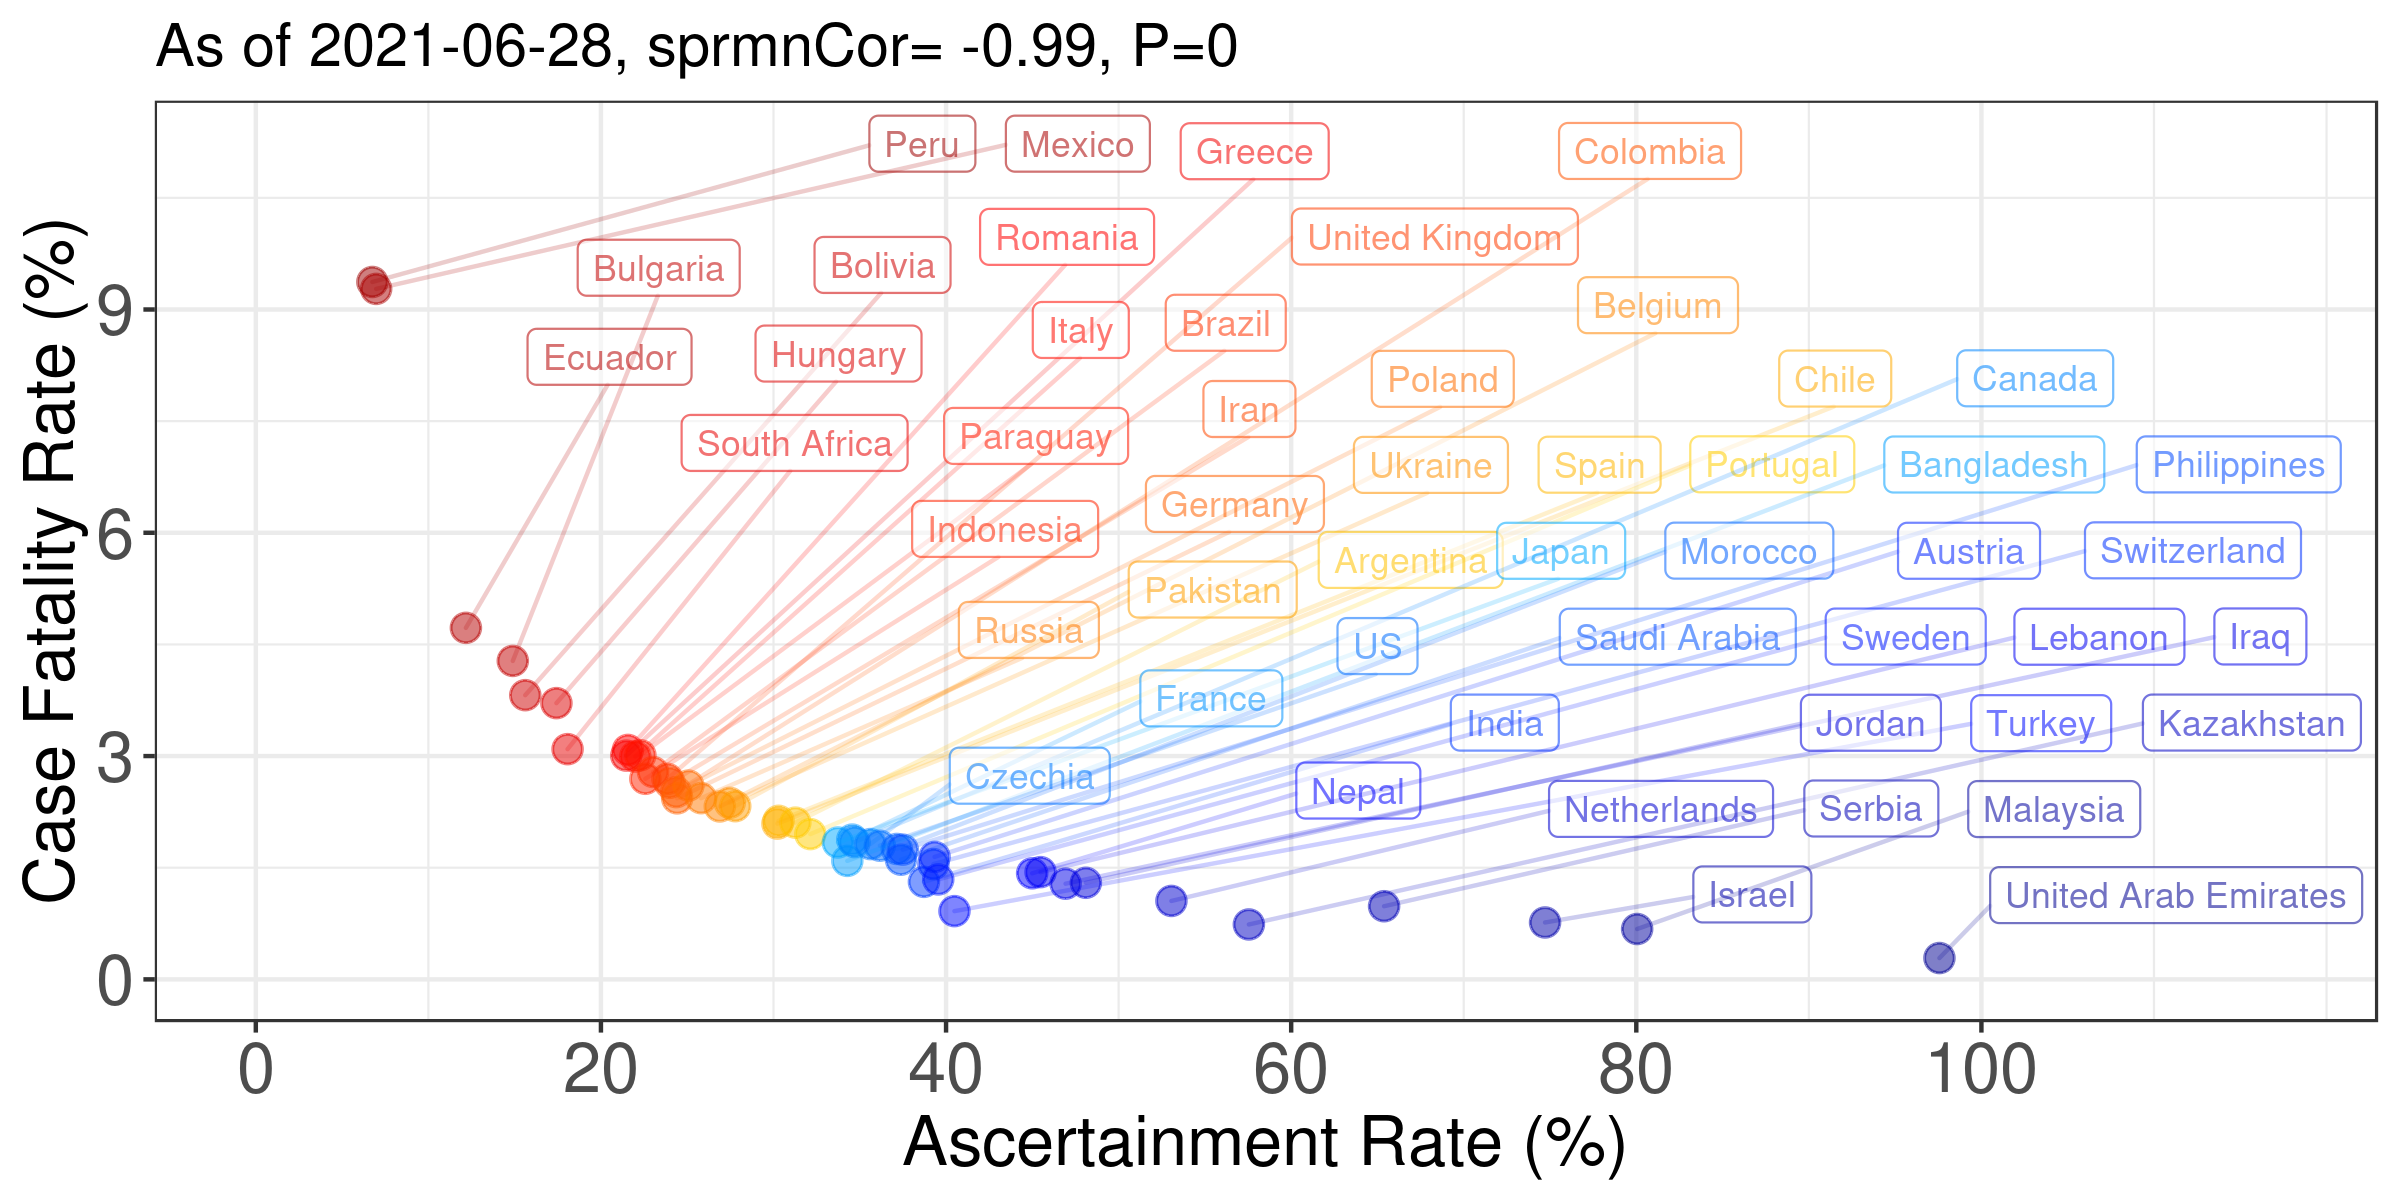 As of 2021-06-28, sprmnCor= -0.99, P=0
Peru
Mexico
Greece
Colombia
Romania
United Kingdom
Bulgaria
Bolivia
Italy
Brazil
Belgium
Ecuador
Hungary
Iran
Poland
Chile
Canada
South Africa
Paraguay
Ukraine
Spain
Portugal
Bangladesh
Philippines
Germany
Indonesia
Argentina
Japan
Morocco
Austria
Switzerland
Pakistan
Russia
US
Saudi Arabia
Sweden
Lebanon
Iraq
France
India
Jordan
Turkey
Kazakhstan
Czechia
Nepal
Netherlands
Serbia
Malaysia
Israel
United Arab Emirates
Case Fatality Rate (%)
9
6
3
0
0
20
40
60
80
100
Ascertainment Rate (%)